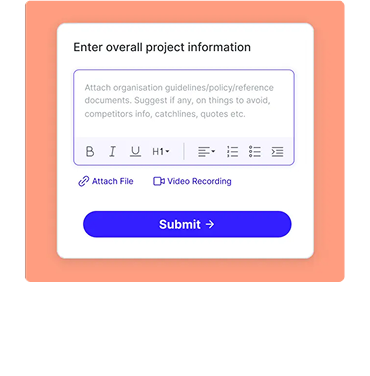 Enter overall project information
Attach organisation guidelines/policy/reference
documents. Suggest if any, on things to avoid,
competitors info, catchlines, quotes etc.
B I U H1
Attach File Video Recording
Submit →